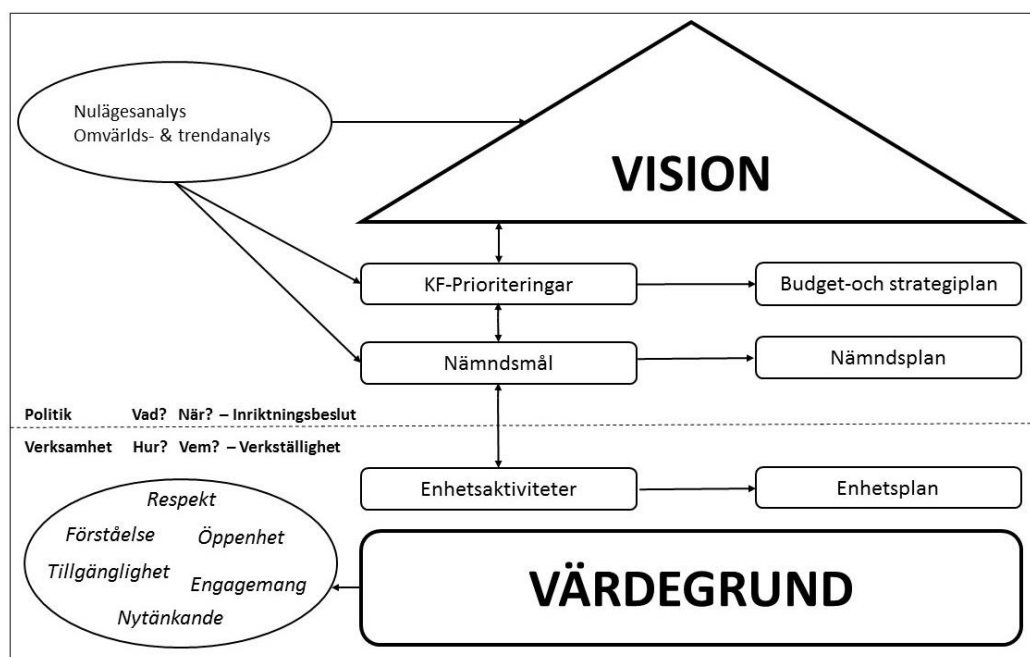 Nulägesanalys
Omvärlds- & trendanalys
VISION
KF-Prioriteringar
Budget-och strategiplan
Nämndsmål
Nämndsplan
Politik Vad? När? – Inriktningsbeslut
Verksamhet Hur? Vem? – Verkställighet
Enhetsaktiviteter
Enhetsplan
Respekt
Förståelse Öppenhet
Tillgänglighet Engagemang
Nytänkande
VÄRDEGRUND